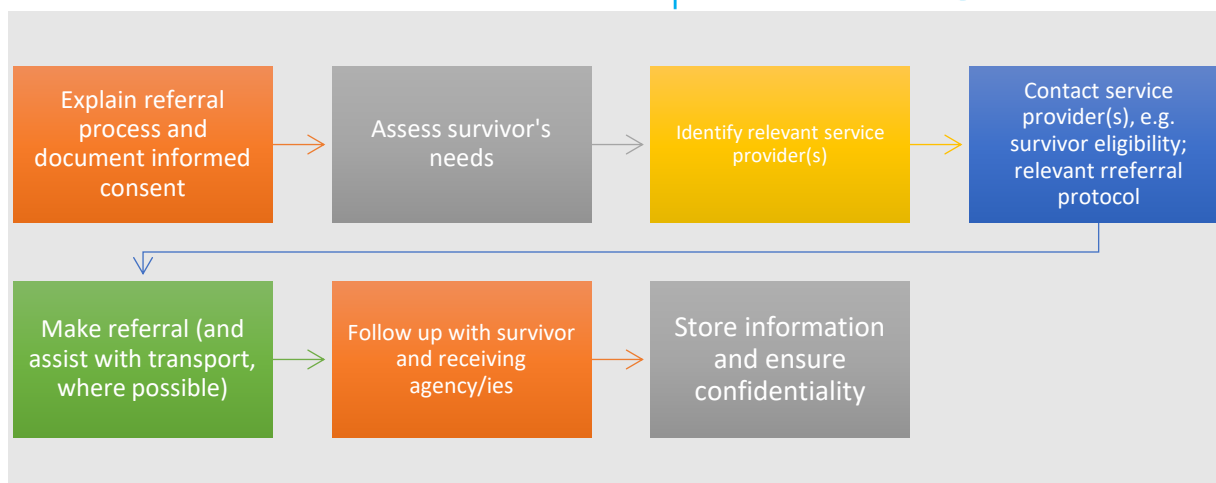 Explain referral
process and
document informed
consent
Assess survivor's
needs
Identify relevant service
provider(s)
Contact service
provider(s), e.g.
survivor eligibility;
relevant rreferral
protocol
Make referral (and
assist with transport,
where possible)
Follow up with survivor
and receiving
agency/ies
Store information
and ensure
confidentiality